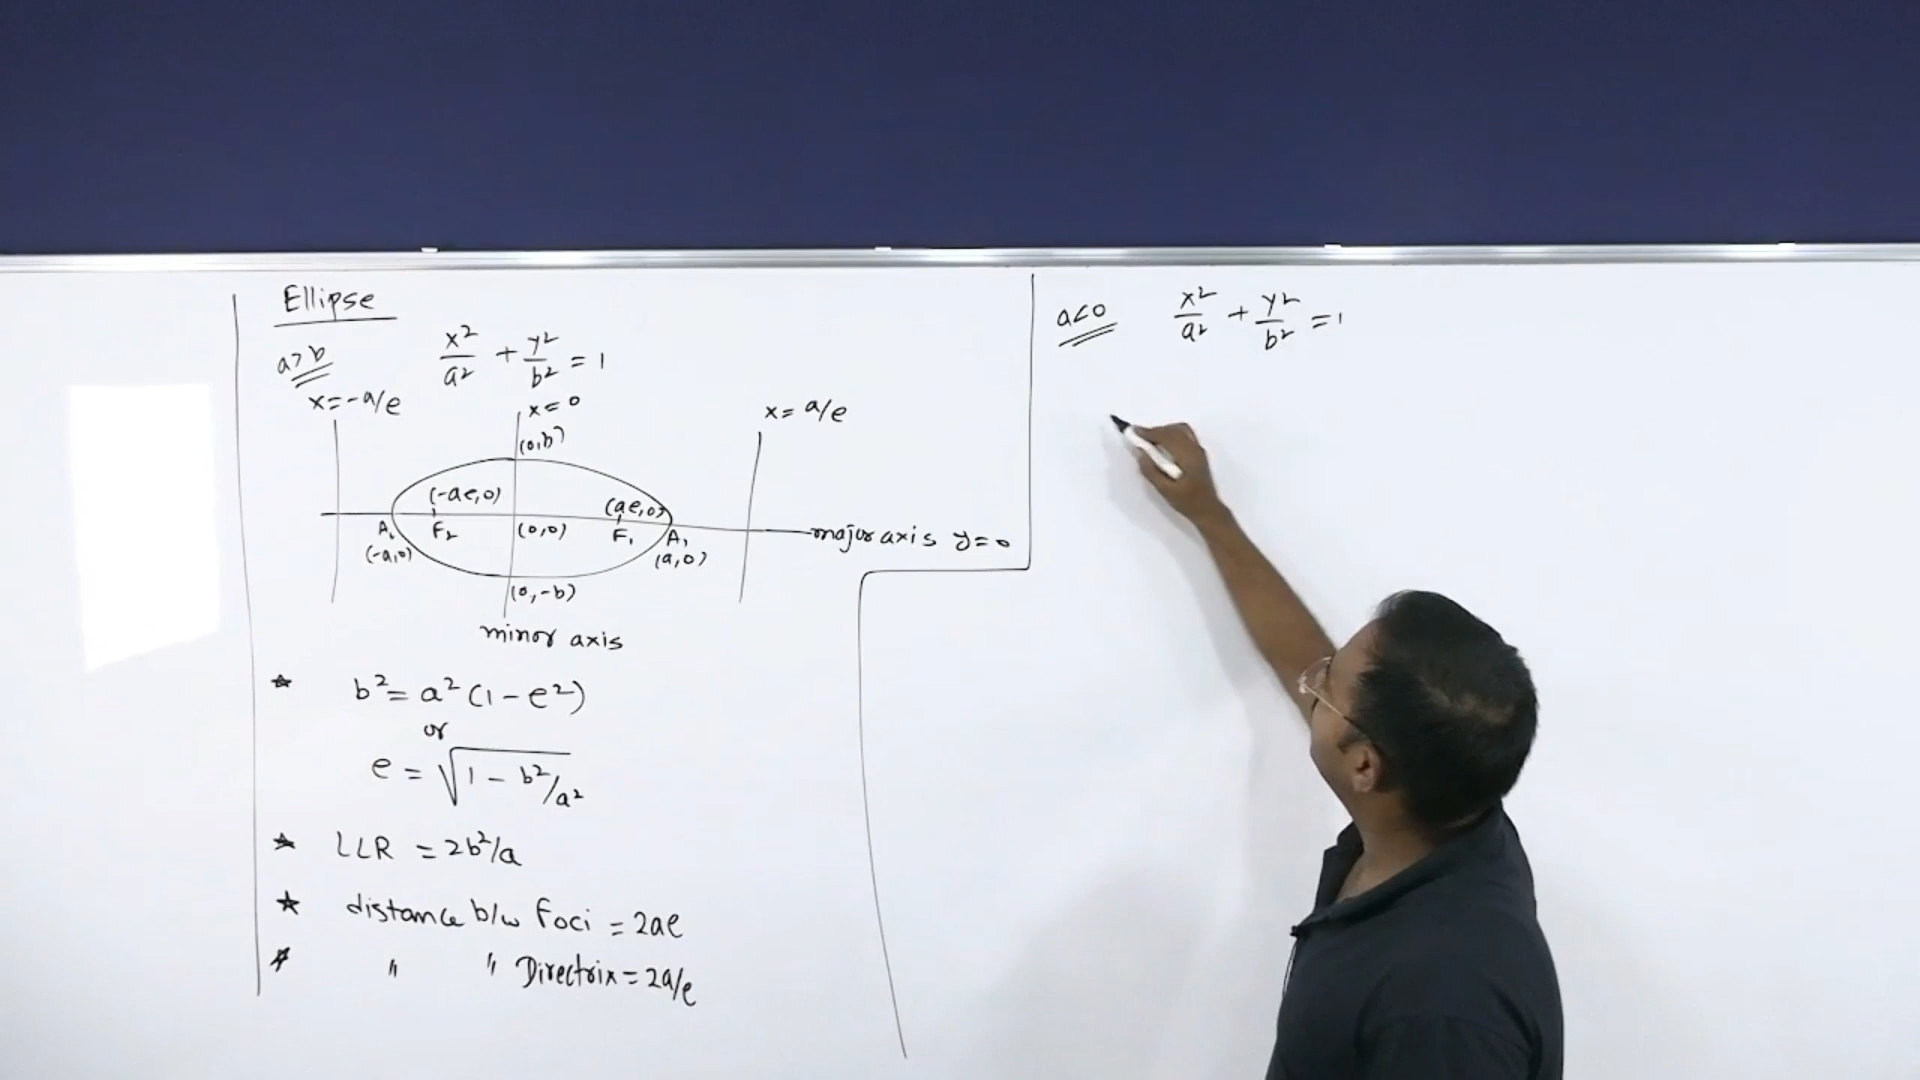 Ellipse
a>b
x²/a² + y²/b² = 1
x=-a/e
x=0
x= a/e
(0,b)
(-ae,0)
(ae,0)
A₂ F₂ (0,0) F₁ A₁ major axis y=0
(-a,0) (a,0)
(0,-b)
minor axis
b²= a² (1-e²)
or
e = √1 - b²/a²
LLR = 2b²/a
distance b/w Foci = 2ae
" " Directrix = 2a/e
a<0 x²/a² + y²/b² = 1